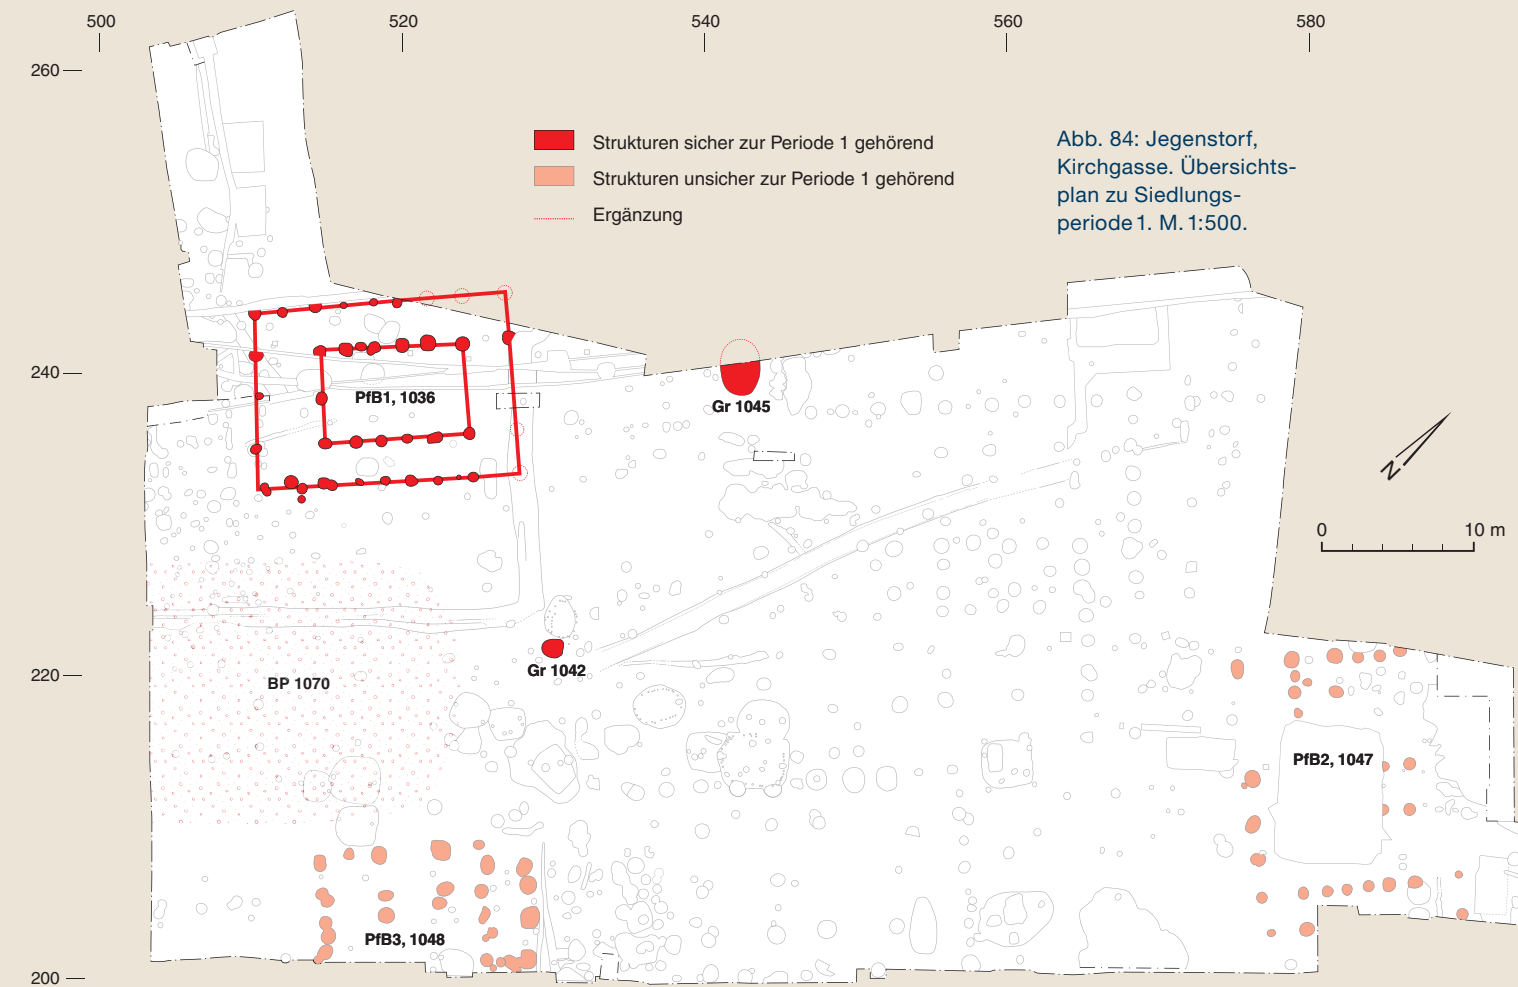 500
520
540
560
580
260
240
220
200
Strukturen sicher zur Periode 1 gehörend
Strukturen unsicher zur Periode 1 gehörend
Ergänzung
Abb. 84: Jegenstorf,
Kirchgasse. Übersichts-
plan zu Siedlungs-
periode 1. M. 1:500.
PfB1, 1036
Gr 1045
N
0
10 m
Gr 1042
BP 1070
PfB2, 1047
PfB3, 1048